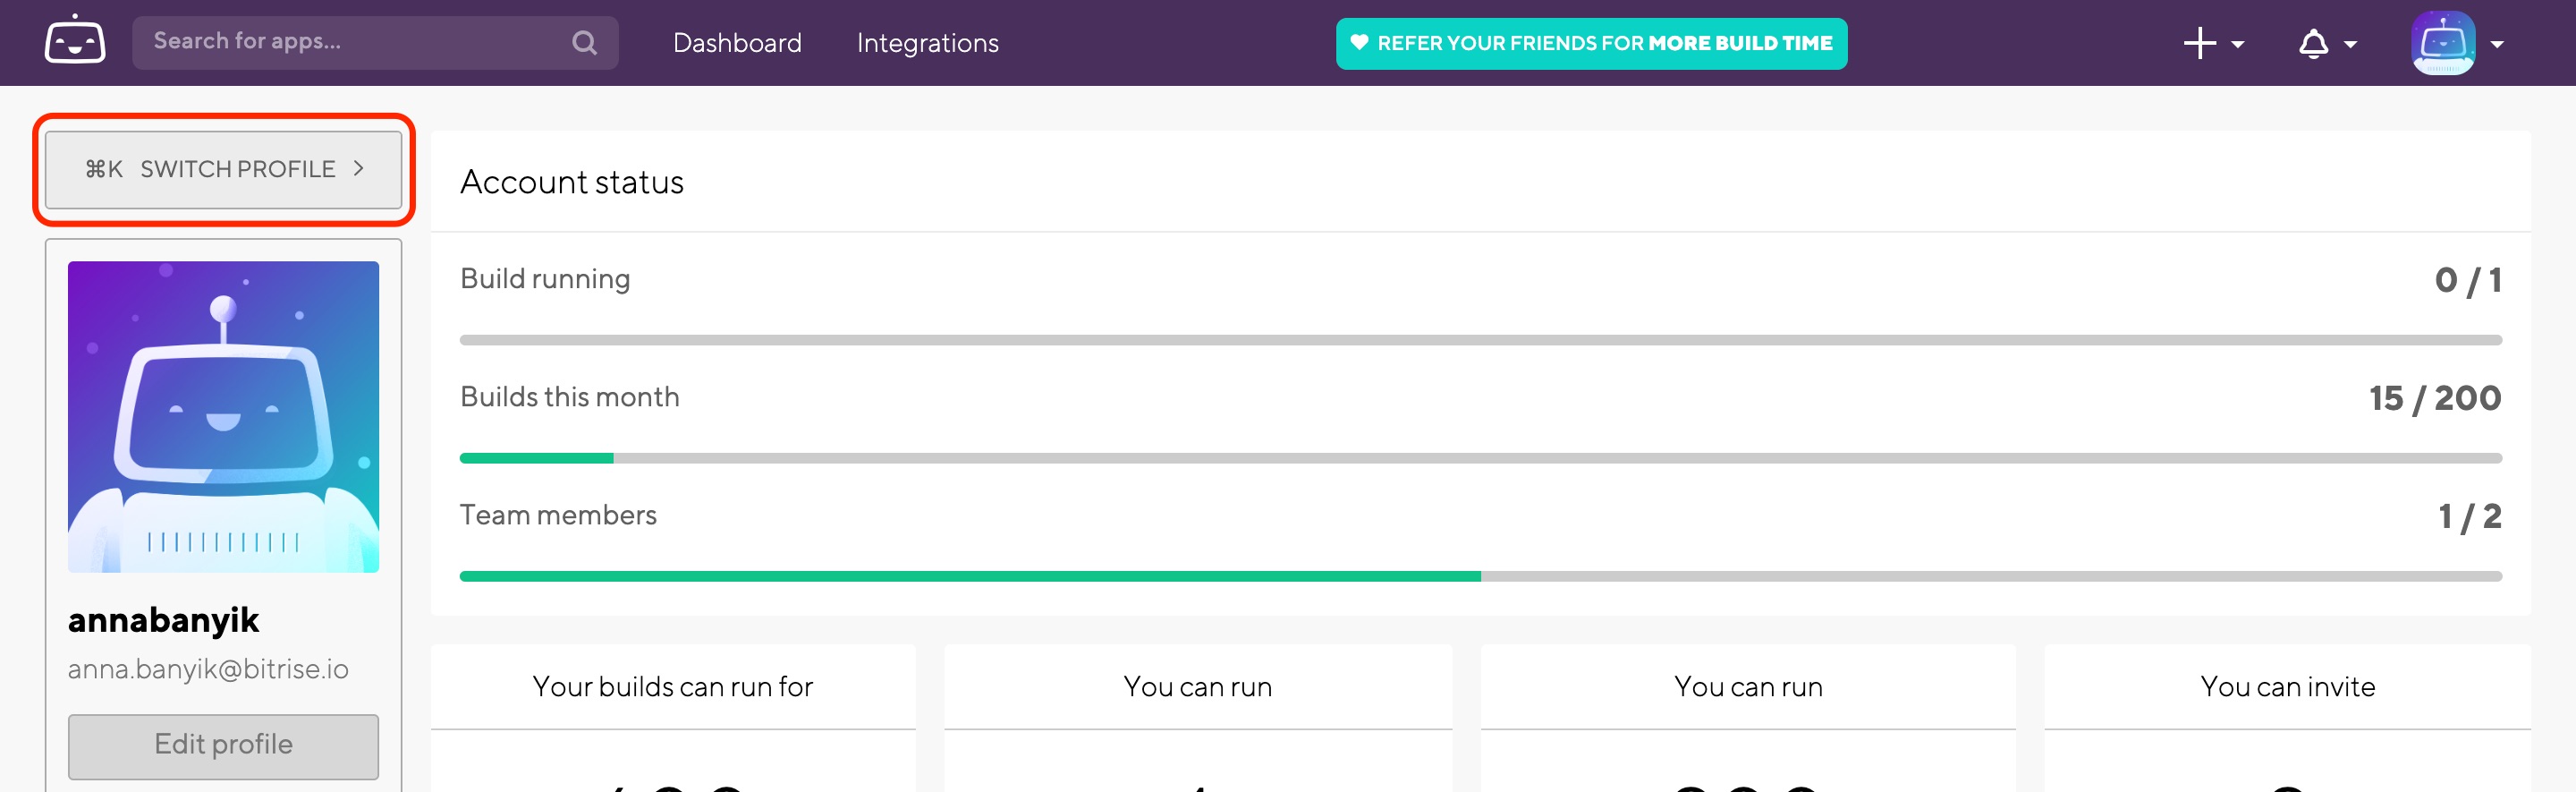 Search for apps...
Dashboard
Integrations
REFER YOUR FRIENDS FOR MORE BUILD TIME
⌘K SWITCH PROFILE >
annabanyik
anna.banyik@bitrise.io
Edit profile
Account status
Build running
0 / 1
Builds this month
15 / 200
Team members
1 / 2
Your builds can run for
You can run
You can run
You can invite